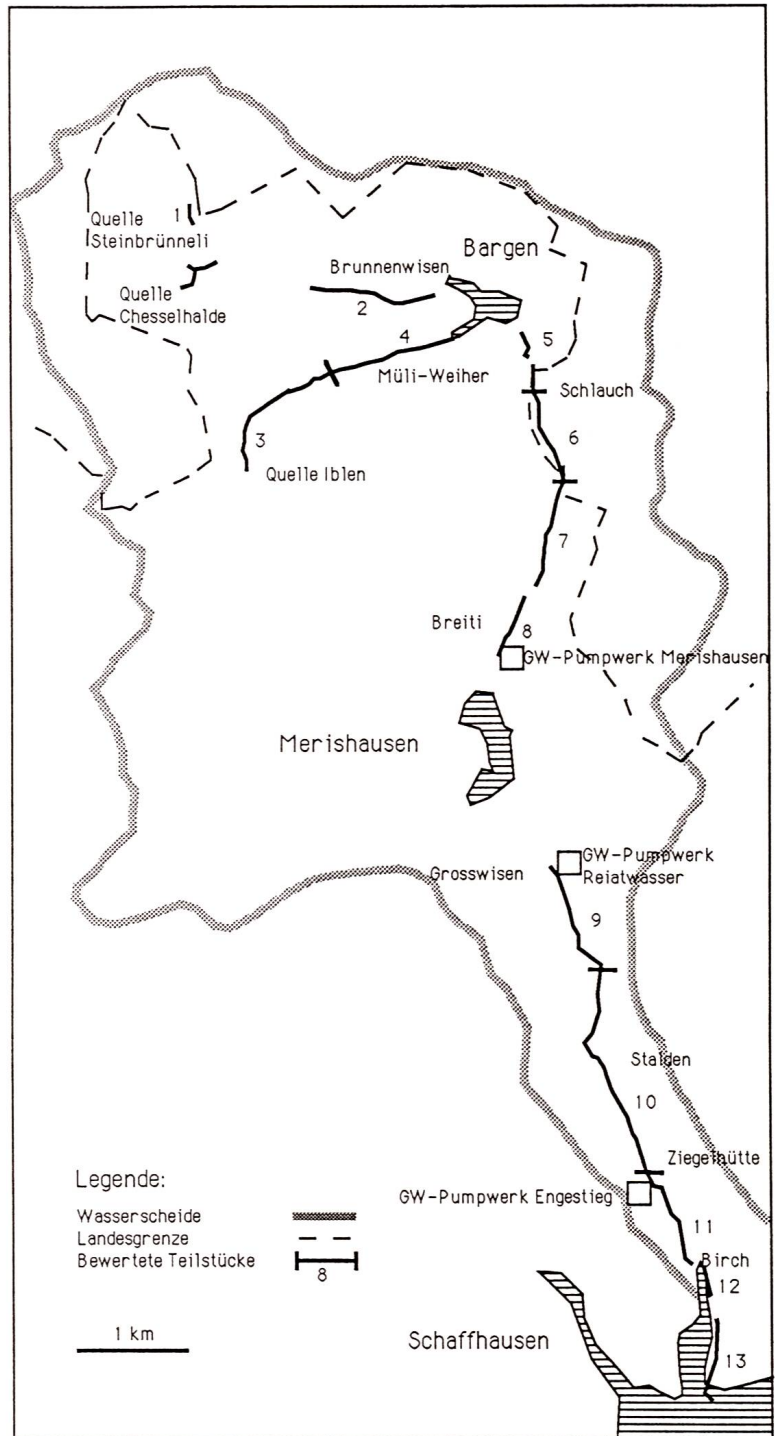 Bargen
1
Quelle
Steinbrünneli
Brunnenwisen
Quelle
Chesselhalde
2
4
5
Müli-Weiher
Schlauch
3
6
Quelle Iblen
7
Breiti
8
GW-Pumpwerk Merishausen
Merishausen
GW-Pumpwerk
Reiatwasser
Grosswisen
9
Stalden
10
Ziegelhütte
GW-Pumpwerk Engestieg
11
Birch
12
Schaffhausen
13
Legende:
Wasserscheide
Landesgrenze
Bewertete Teilstücke
8
1 km